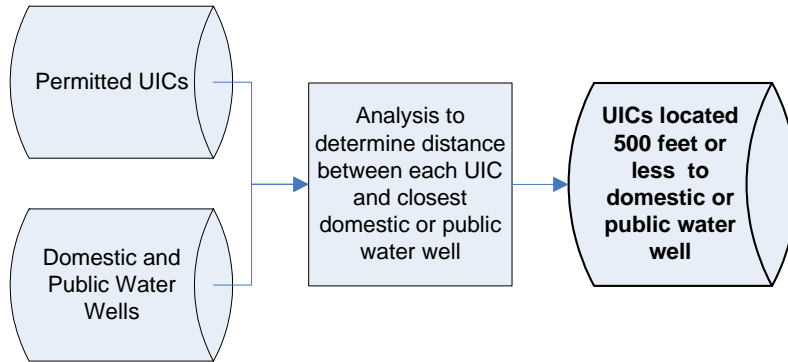 Permitted UICs
Domestic and
Public Water
Wells
Analysis to
determine distance
between each UIC
and closest
domestic or public
water well
UICs located
500 feet or
less to
domestic or
public water
well